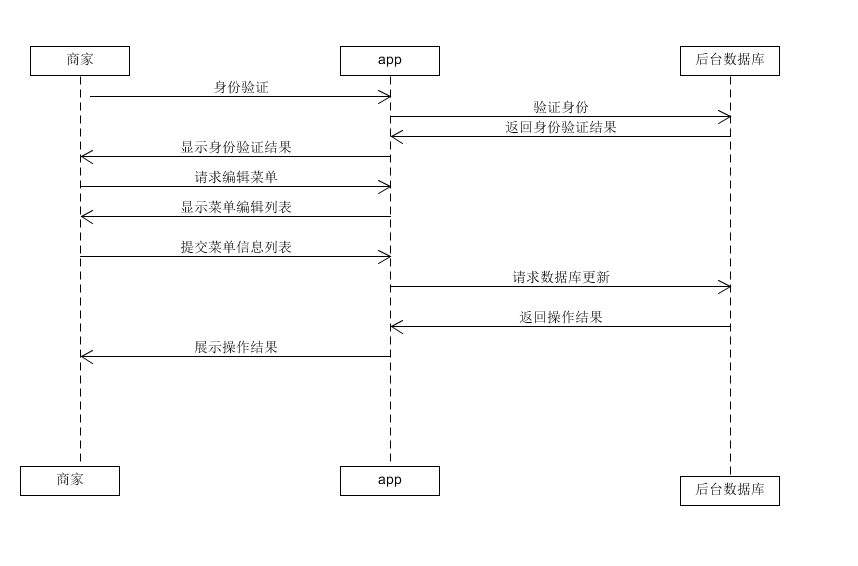 商家
app
后台数据库
身份验证
验证身份
返回身份验证结果
显示身份验证结果
请求编辑菜单
显示菜单编辑列表
提交菜单信息列表
请求数据库更新
返回操作结果
展示操作结果
商家
app
后台数据库